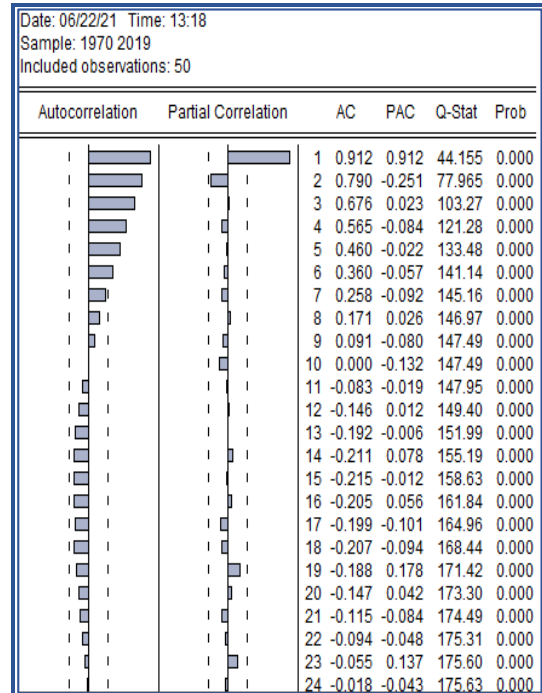 Date: 06/22/21 Time: 13:18
Sample: 1970 2019
Included observations: 50
Autocorrelation Partial Correlation AC PAC Q-Stat Prob
1 0.912 0.912 44.155 0.000
2 0.790 -0.251 77.965 0.000
3 0.676 0.023 103.27 0.000
4 0.565 -0.084 121.28 0.000
5 0.460 -0.022 133.48 0.000
6 0.360 -0.057 141.14 0.000
7 0.258 -0.092 145.16 0.000
8 0.171 0.026 146.97 0.000
9 0.091 -0.080 147.49 0.000
10 0.000 -0.132 147.49 0.000
11 -0.083 -0.019 147.95 0.000
12 -0.146 0.012 149.40 0.000
13 -0.192 -0.006 151.99 0.000
14 -0.211 0.078 155.19 0.000
15 -0.215 -0.012 158.63 0.000
16 -0.205 0.056 161.84 0.000
17 -0.199 -0.101 164.96 0.000
18 -0.207 -0.094 168.44 0.000
19 -0.188 0.178 171.42 0.000
20 -0.147 0.042 173.30 0.000
21 -0.115 -0.084 174.49 0.000
22 -0.094 -0.048 175.31 0.000
23 -0.055 0.137 175.60 0.000
24 -0.018 -0.043 175.63 0.000